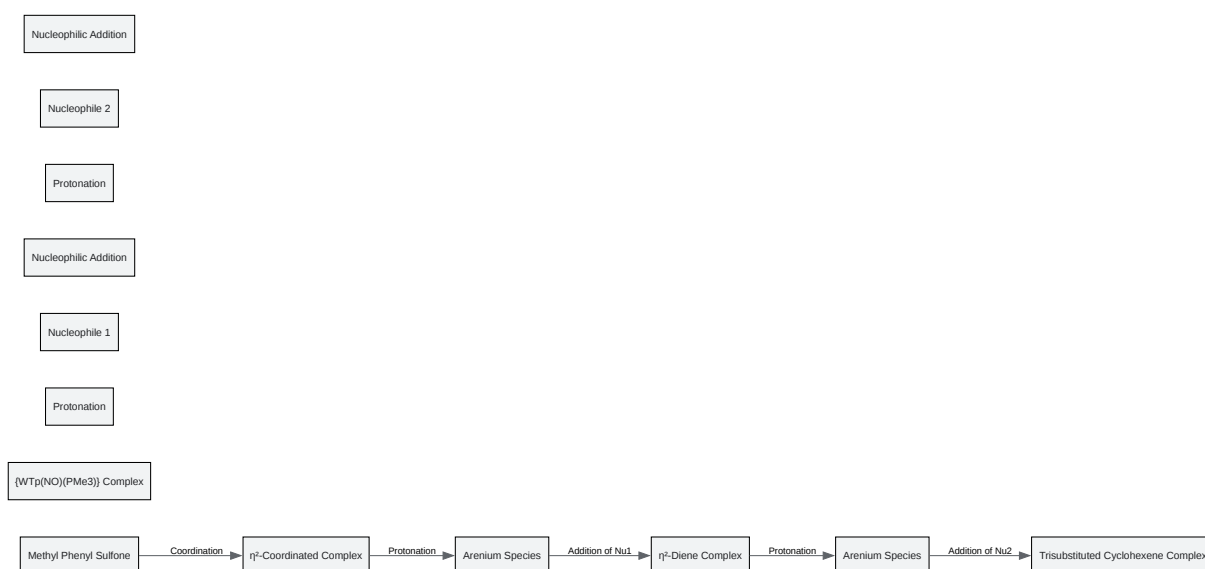 Nucleophilic Addition
Nucleophile 2
Protonation
Nucleophilic Addition
Nucleophile 1
Protonation
{WTp(NO)(PMe3)} Complex
Methyl Phenyl Sulfone
Coordination
η²-Coordinated Complex
Protonation
Arenium Species
Addition of Nu1
η²-Diene Complex
Protonation
Arenium Species
Addition of Nu2
Trisubstituted Cyclohexene Complex